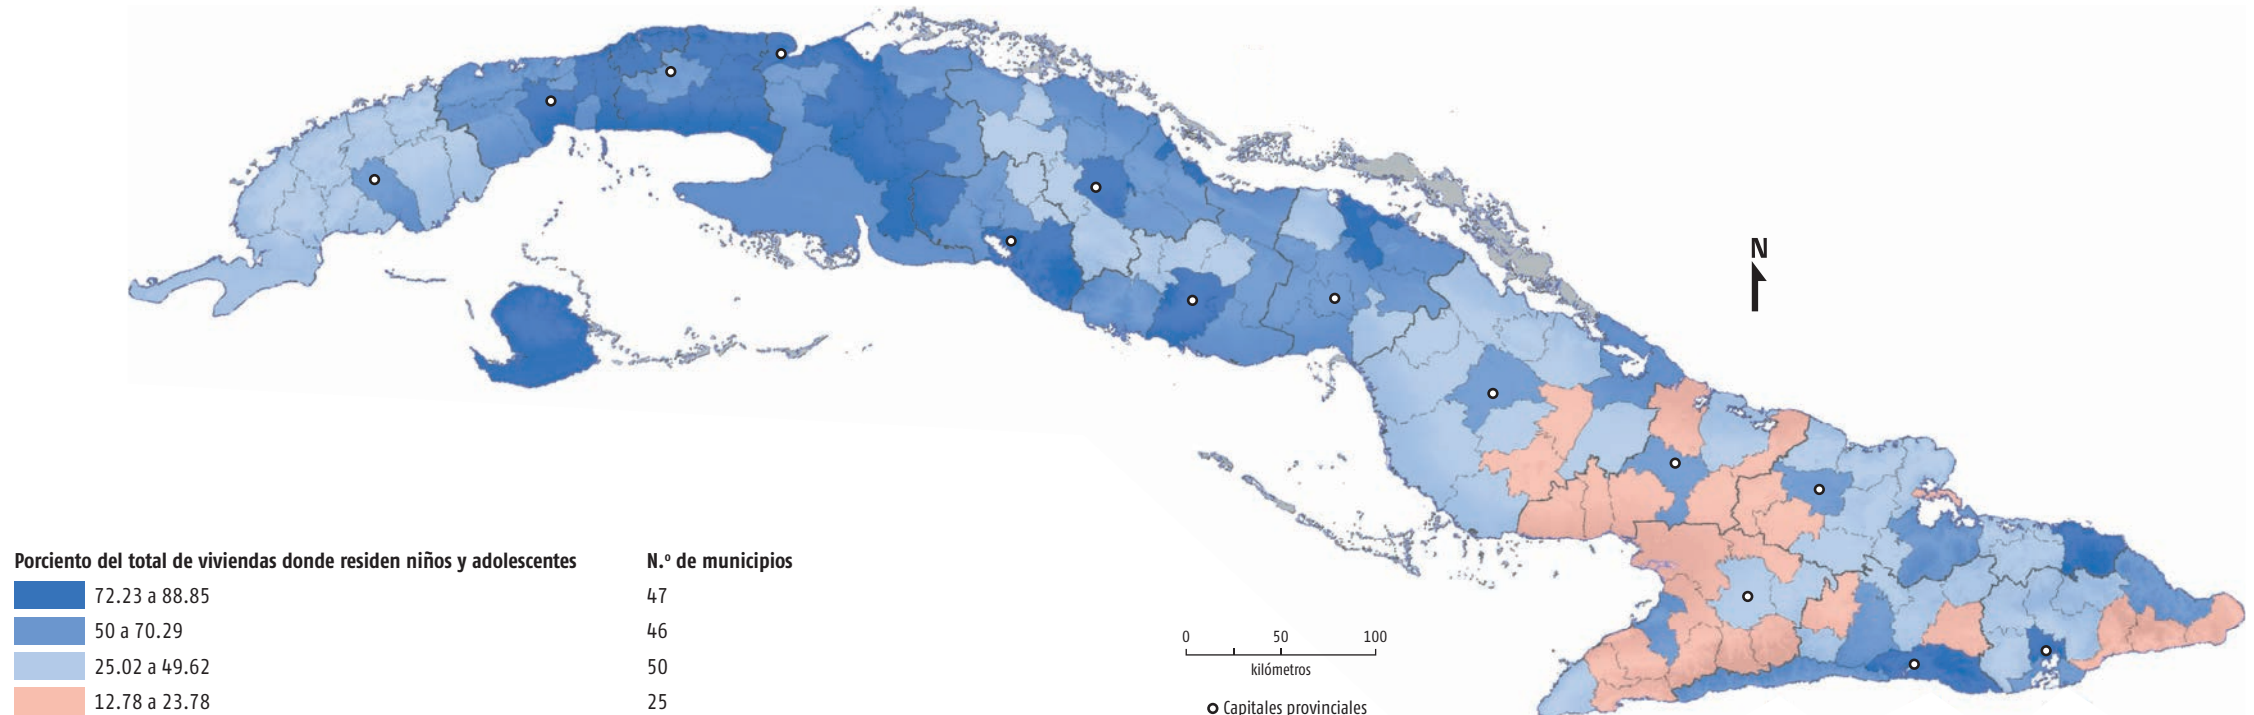 N
Porciento del total de viviendas donde residen niños y adolescentes N.º de municipios
72.23 a 88.85 47
50 a 70.29 46
25.02 a 49.62 50
12.78 a 23.78 25
0 50 100
kilómetros
Capitales provinciales